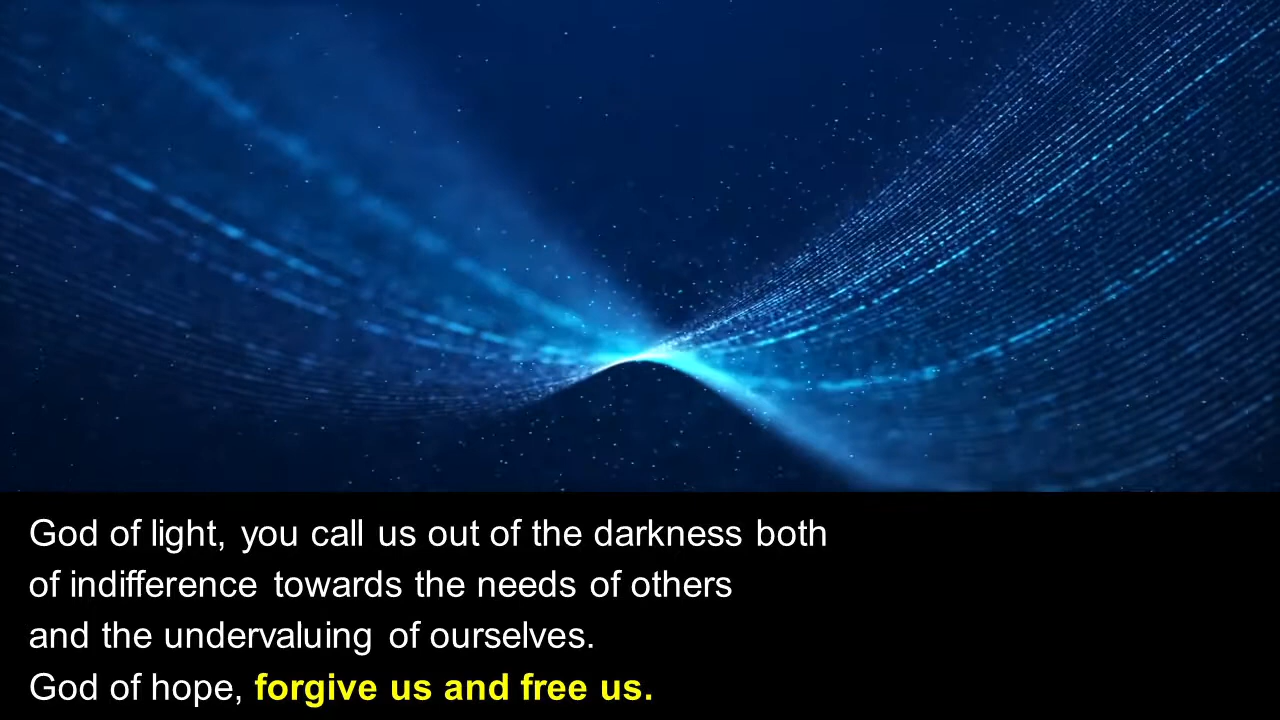 God of light, you call us out of the darkness both
of indifference towards the needs of others
and the undervaluing of ourselves.
God of hope, forgive us and free us.